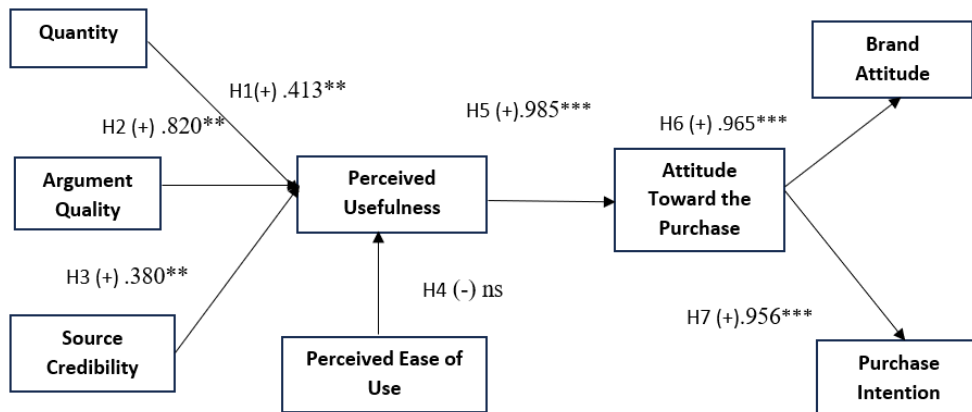 Quantity
Brand
Attitude
H1(+) .413**
H5 (+).985***
H2 (+) .820**
H6 (+) .965***
Argument
Quality
Perceived
Usefulness
Attitude
Toward the
Purchase
H3 (+) .380**
H4 (-) ns
H7 (+).956***
Source
Credibility
Perceived Ease of
Use
Purchase
Intention